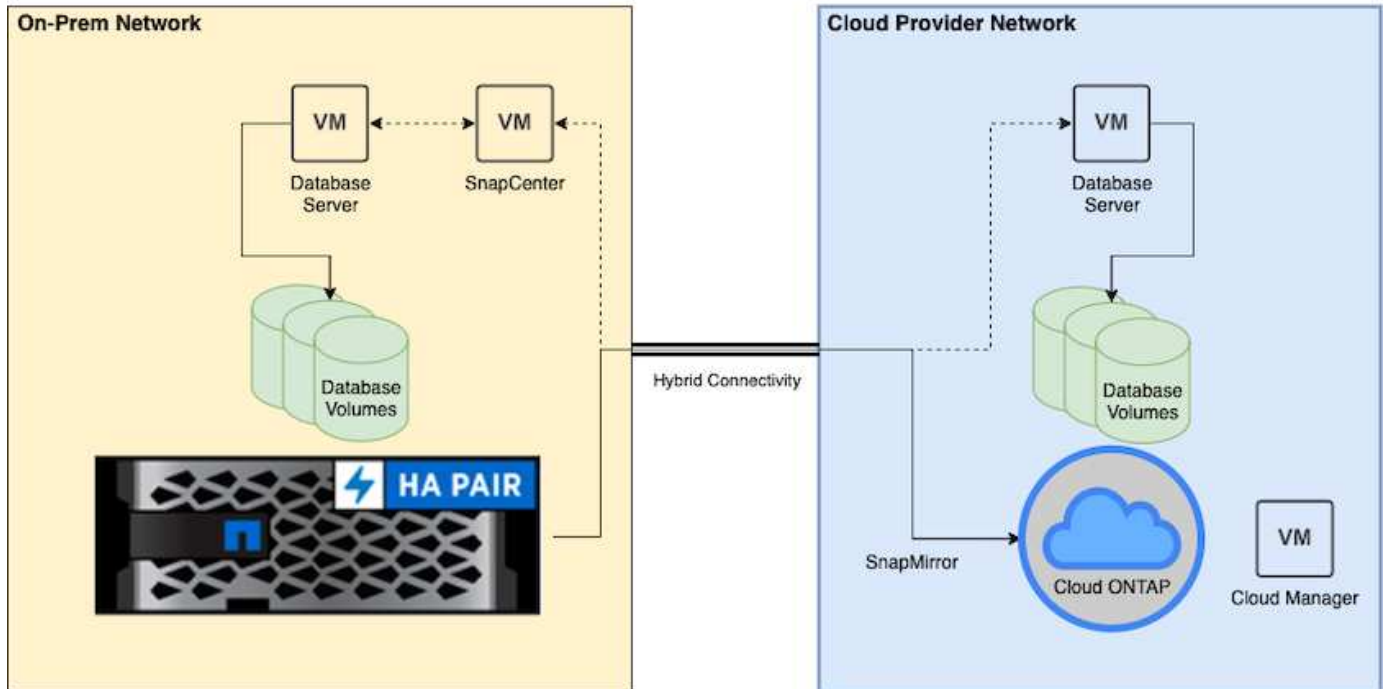 On-Prem Network
VM
VM
Database
Server
SnapCenter
Database
Volumes
HA PAIR
Hybrid Connectivity
Cloud Provider Network
VM
Database
Server
Database
Volumes
SnapMirror
Cloud ONTAP
VM
Cloud Manager